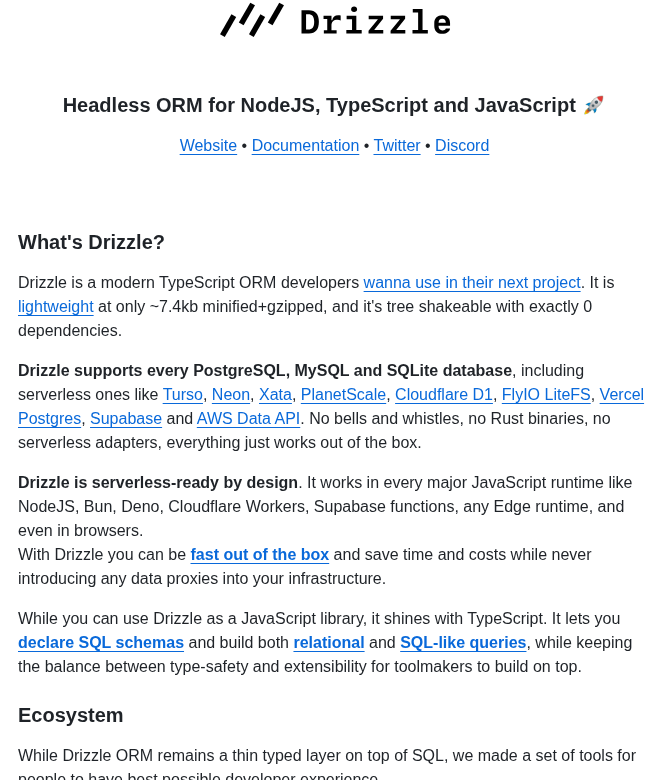 Drizzle
Headless ORM for NodeJS, TypeScript and JavaScript 🚀
Website • Documentation • Twitter • Discord
What's Drizzle?
Drizzle is a modern TypeScript ORM developers wanna use in their next project. It is
lightweight at only ~7.4kb minified+gzipped, and it's tree shakeable with exactly 0
dependencies.
Drizzle supports every PostgreSQL, MySQL and SQLite database, including
serverless ones like Turso, Neon, Xata, PlanetScale, Cloudflare D1, FlyIO LiteFS, Vercel
Postgres, Supabase and AWS Data API. No bells and whistles, no Rust binaries, no
serverless adapters, everything just works out of the box.
Drizzle is serverless-ready by design. It works in every major JavaScript runtime like
NodeJS, Bun, Deno, Cloudflare Workers, Supabase functions, any Edge runtime, and
even in browsers.
With Drizzle you can be fast out of the box and save time and costs while never
introducing any data proxies into your infrastructure.
While you can use Drizzle as a JavaScript library, it shines with TypeScript. It lets you
declare SQL schemas and build both relational and SQL-like queries, while keeping
the balance between type-safety and extensibility for toolmakers to build on top.
Ecosystem
While Drizzle ORM remains a thin typed layer on top of SQL, we made a set of tools for
people to have best possible developer experience.